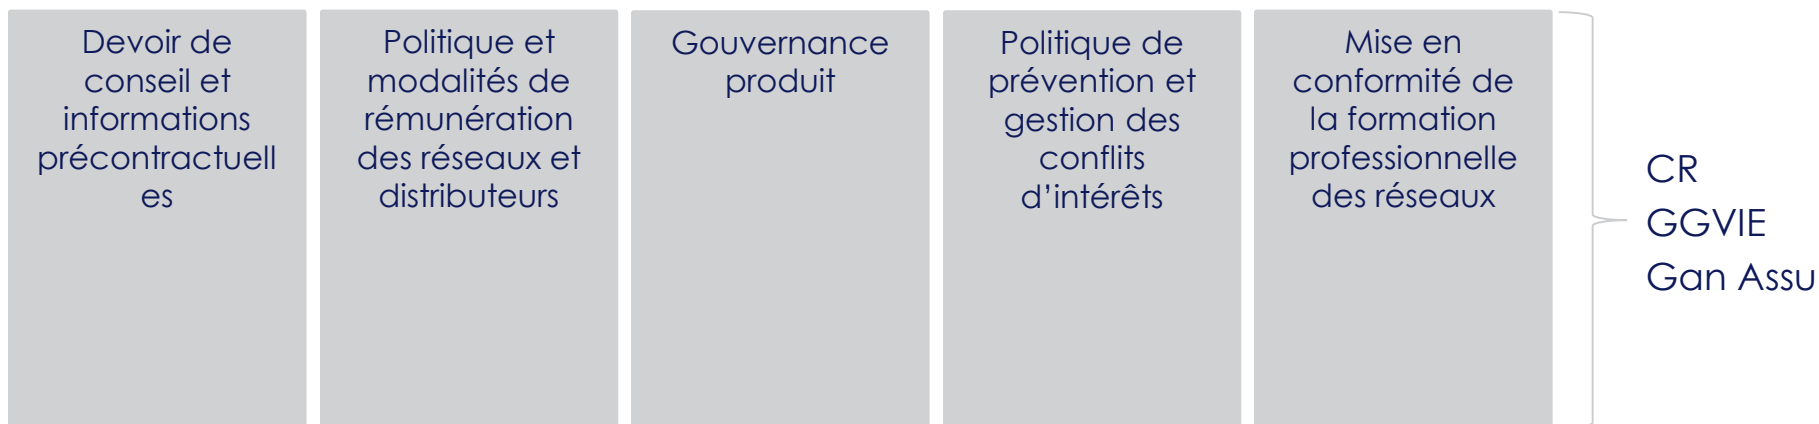 Devoir de
conseil et
informations
précontractuell
es
Politique et
modalités de
rémunération
des réseaux et
distributeurs
Gouvernance
produit
Politique de
prévention et
gestion des
conflits
d’intérêts
Mise en
conformité de
la formation
professionnelle
des réseaux
CR
GGVIE
Gan Assu